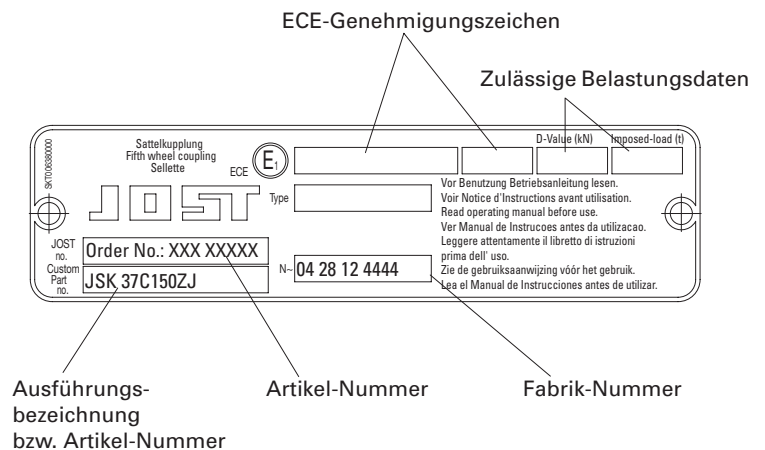 ECE-Genehmigungszeichen
Zulässige Belastungsdaten
SKT006380000
Sattelkupplung
Fifth wheel coupling
Sellette
ECE
E1
D-Value (kN)
Imposed-load (t)
JOST
Type
Vor Benutzung Betriebsanleitung lesen.
Voir Notice d'Instructions avant utilisation.
Read operating manual before use.
Ver Manual de Instrucoes antes da utilizacao.
Leggere attentamente il libretto di istruzioni
prima dell' uso.
Zie de gebruiksaanwijzing vóór het gebruik.
Lea el Manual de Instrucciones antes de utilizar.
JOST
no.
Order No.: XXX XXXXX
Custom
Part
no.
JSK 37C150ZJ
N~
04 28 12 4444
Ausführungs-
bezeichnung
bzw. Artikel-Nummer
Artikel-Nummer
Fabrik-Nummer